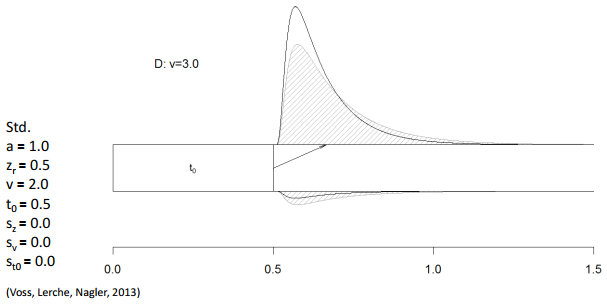 D: v=3.0
Std.
a = 1.0
zr = 0.5
v = 2.0
t0 = 0.5
sz = 0.0
sv = 0.0
st0 = 0.0
t0
0.0 0.5 1.0 1.5
(Voss, Lerche, Nagler, 2013)